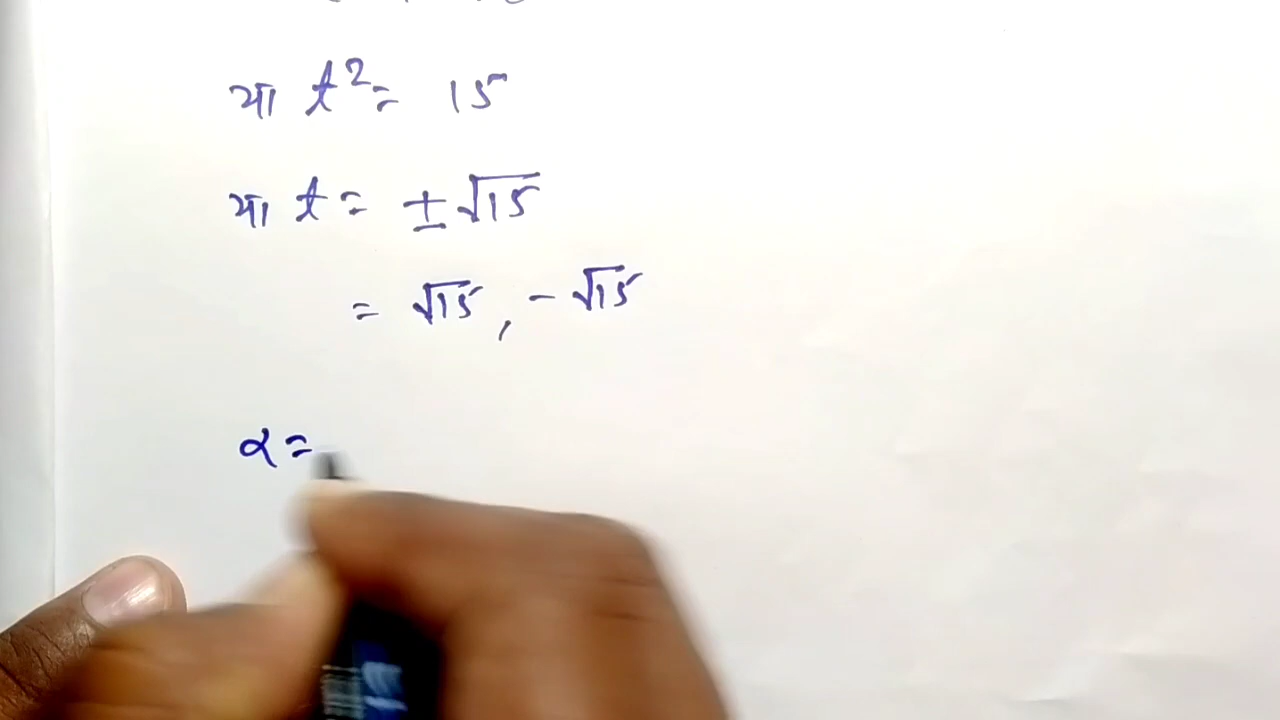 या t² = 15
या t = ±√15
= √15, -√15
α =